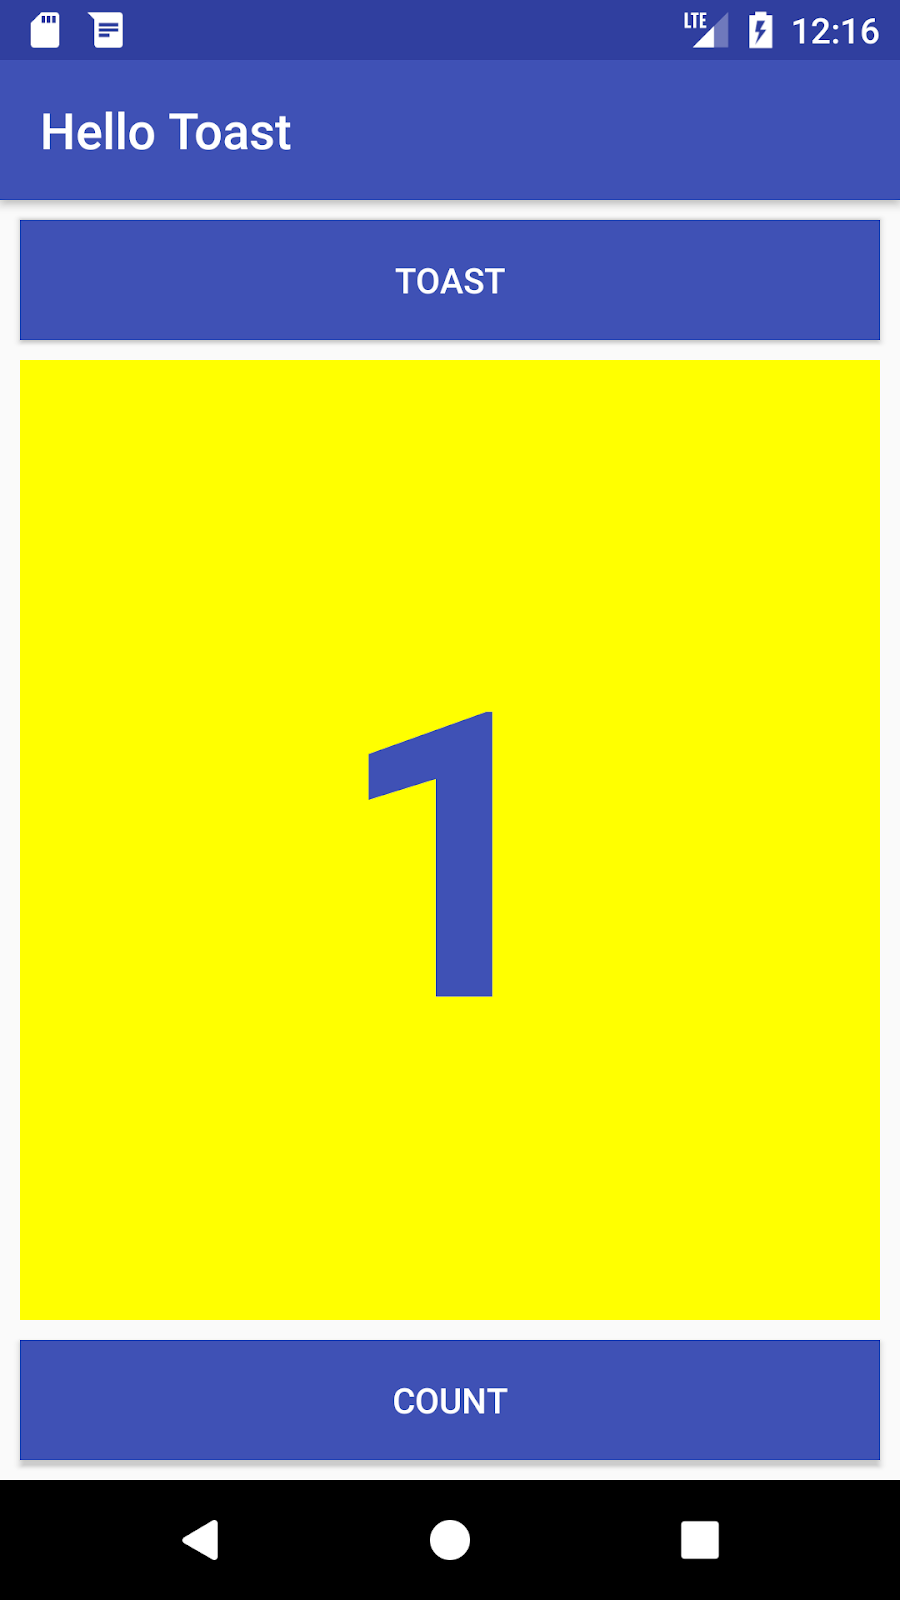 LTE 12:16
Hello Toast
TOAST
1
COUNT